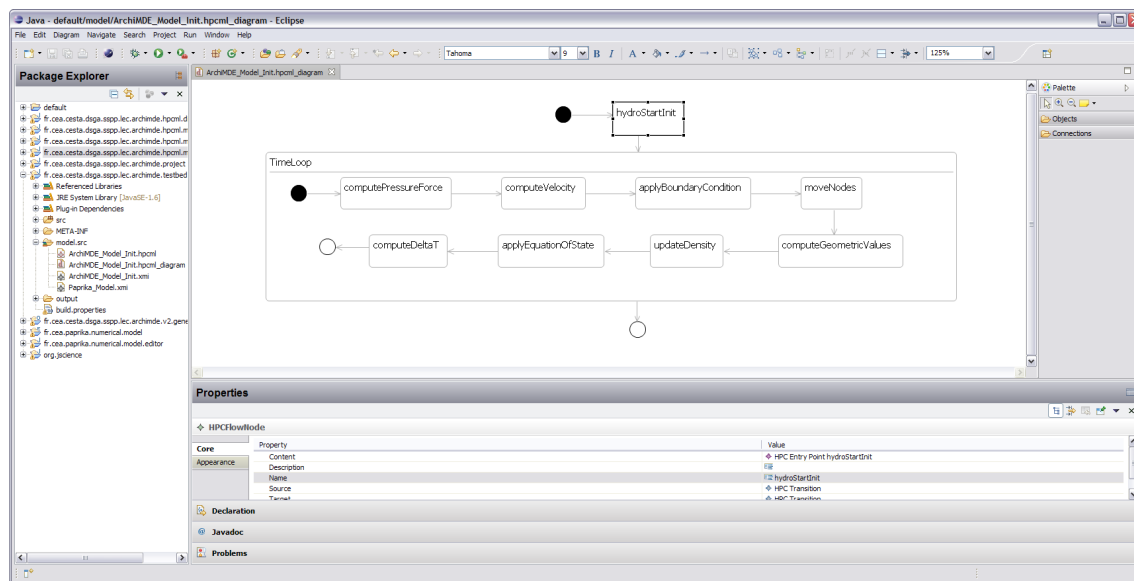 Java - default/model/ArchiMDE_Model_Init.hpcml_diagram - Eclipse
File Edit Diagram Navigate Search Project Run Window Help
Tahoma 9 B I A 125%
Package Explorer
default
fr.cea.cesta.dsga.sspp.lec.archimde.hpcml.d
fr.cea.cesta.dsga.sspp.lec.archimde.hpcml.m
fr.cea.cesta.dsga.sspp.lec.archimde.hpcml.m
fr.cea.cesta.dsga.sspp.lec.archimde.hpcml.m
fr.cea.cesta.dsga.sspp.lec.archimde.project
fr.cea.cesta.dsga.sspp.lec.archimde.testbed
Referenced Libraries
JRE System Library [JavaSE-1.6]
Plug-in Dependencies
src
META-INF
model.src
ArchiMDE_Model_Init.hpcml
ArchiMDE_Model_Init.hpcml_diagram
ArchiMDE_Model_Init.xmi
Paprika_Model.xmi
output
build.properties
fr.cea.cesta.dsga.sspp.lec.archimde.v2.gene
fr.cea.paprika.numerical.model
fr.cea.paprika.numerical.model.editor
org.jscience
ArchiMDE_Model_Init.hpcml_diagram
hydroStartInit
TimeLoop
computePressureForce computeVelocity applyBoundaryCondition moveNodes
computeDeltaT applyEquationOfState updateDensity computeGeometricValues
Palette
Objects
Connections
Properties
HPCFlowNode
Core
Appearance
Property Value
Content HPC Entry Point hydroStartInit
Description
Name hydroStartInit
Source HPC Transition
Target HPC Transition
Declaration
@ Javadoc
Problems